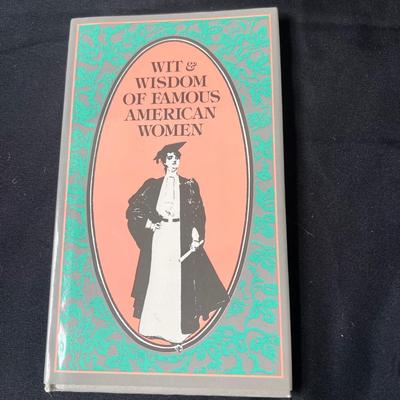 WIT &
WISDOM
OF FAMOUS
AMERICAN
WOMEN